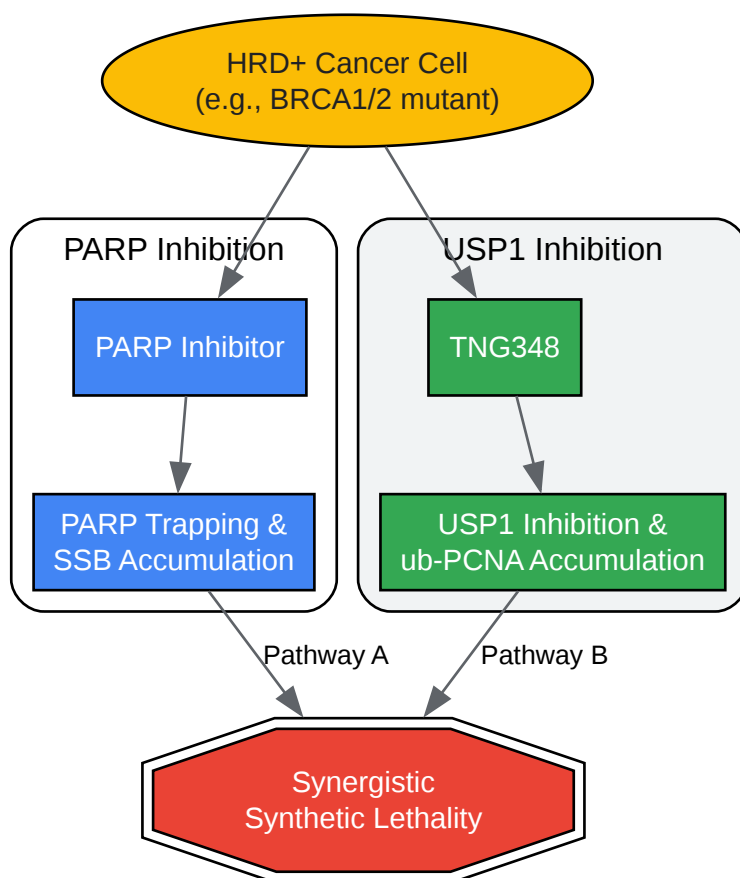 HRD+ Cancer Cell
(e.g., BRCA1/2 mutant)
PARP Inhibition
USP1 Inhibition
PARP Inhibitor
TNG348
PARP Trapping &
SSB Accumulation
USP1 Inhibition &
ub-PCNA Accumulation
Pathway A
Pathway B
Synergistic
Synthetic Lethality